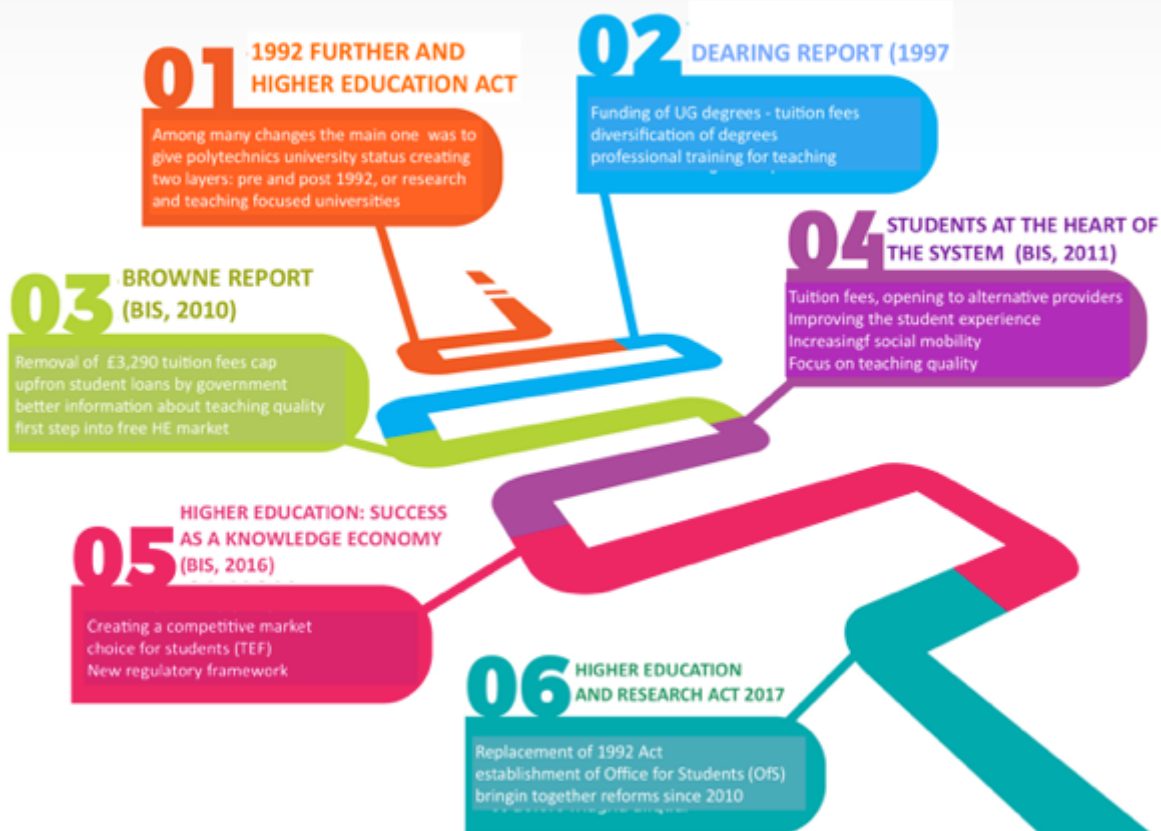 01
1992 FURTHER AND
HIGHER EDUCATION ACT
Among many changes the main one was to
give polytechnics university status creating
two layers: pre and post 1992, or research
and teaching focused universities
02
DEARING REPORT (1997
Funding of UG degrees - tuition fees
diversification of degrees
professional training for teaching
03
BROWNE REPORT
(BIS, 2010)
Removal of £3,290 tuition fees cap
upfron student loans by government
better information about teaching quality
first step into free HE market
04
STUDENTS AT THE HEART OF
THE SYSTEM (BIS, 2011)
Tuition fees, opening to alternative providers
Improving the student experience
Increasingf social mobility
Focus on teaching quality
05
HIGHER EDUCATION: SUCCESS
AS A KNOWLEDGE ECONOMY
(BIS, 2016)
Creating a competitive market
choice for students (TEF)
New regulatory framework
06
HIGHER EDUCATION
AND RESEARCH ACT 2017
Replacement of 1992 Act
establishment of Office for Students (OfS)
bringin together reforms since 2010